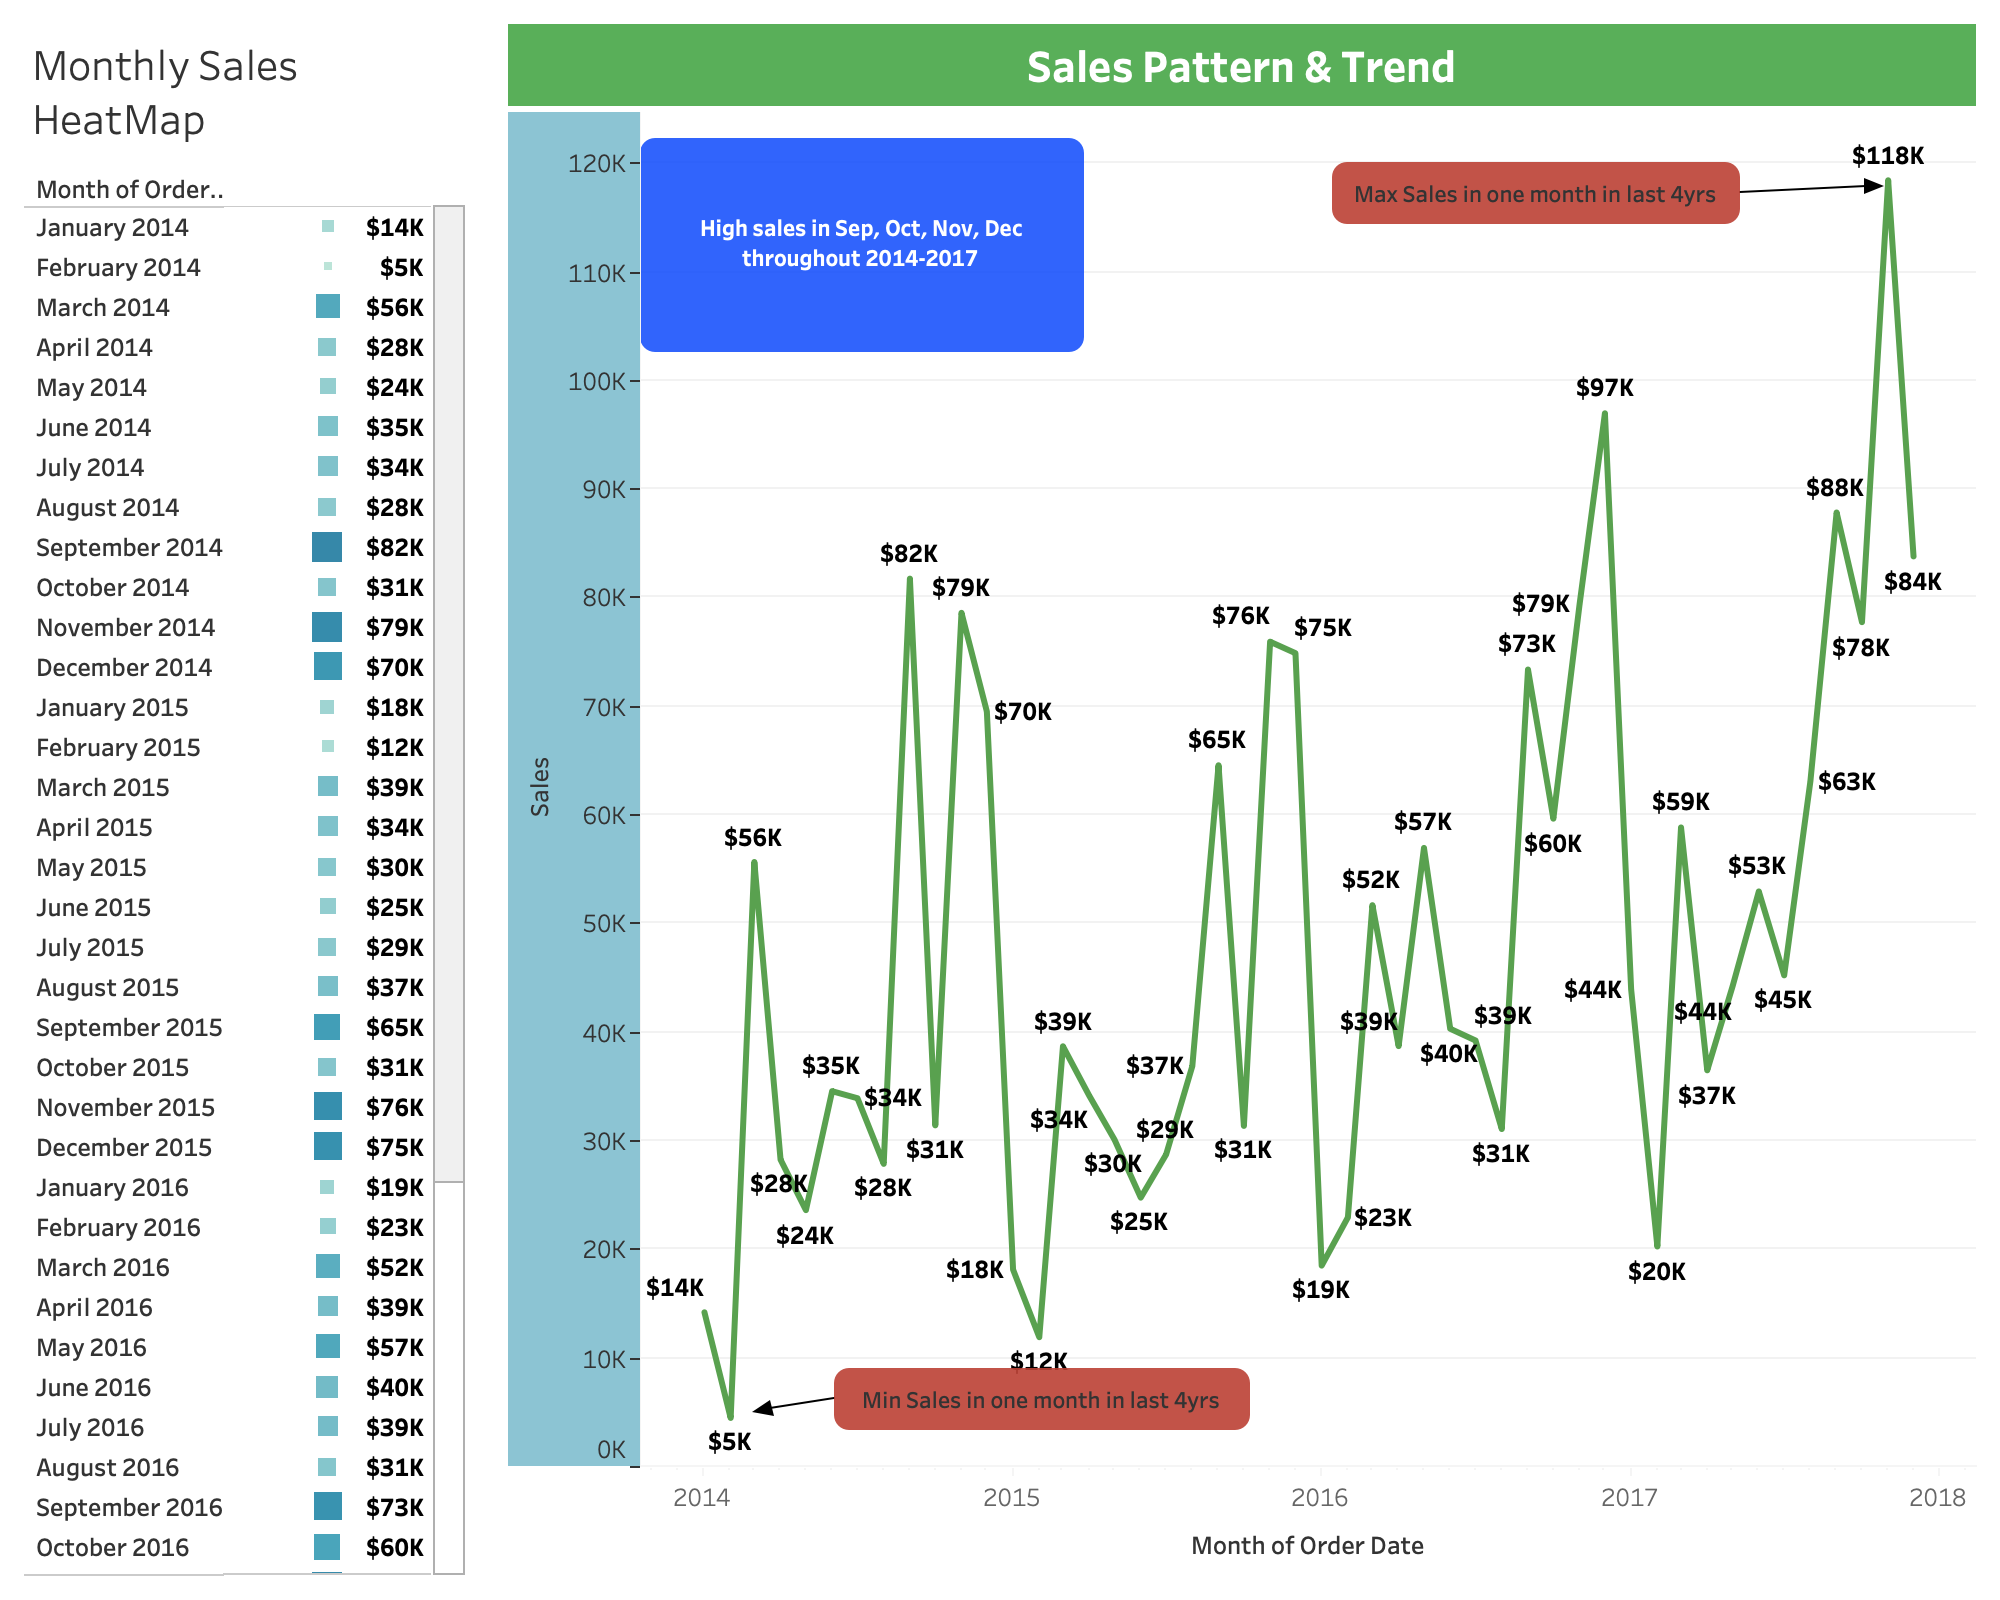 Monthly Sales
HeatMap
Month of Order..
January 2014 $14K
February 2014 $5K
March 2014 $56K
April 2014 $28K
May 2014 $24K
June 2014 $35K
July 2014 $34K
August 2014 $28K
September 2014 $82K
October 2014 $31K
November 2014 $79K
December 2014 $70K
January 2015 $18K
February 2015 $12K
March 2015 $39K
April 2015 $34K
May 2015 $30K
June 2015 $25K
July 2015 $29K
August 2015 $37K
September 2015 $65K
October 2015 $31K
November 2015 $76K
December 2015 $75K
January 2016 $19K
February 2016 $23K
March 2016 $52K
April 2016 $39K
May 2016 $57K
June 2016 $40K
July 2016 $39K
August 2016 $31K
September 2016 $73K
October 2016 $60K
Sales Pattern & Trend
High sales in Sep, Oct, Nov, Dec
throughout 2014-2017
Max Sales in one month in last 4yrs
Min Sales in one month in last 4yrs
Sales
120K
110K
100K
90K
80K
70K
60K
50K
40K
30K
20K
10K
0K
$14K
$5K
$56K
$28K
$24K
$35K
$34K
$28K
$82K
$31K
$79K
$70K
$18K
$12K
$39K
$34K
$30K
$25K
$29K
$37K
$65K
$31K
$76K
$75K
$19K
$23K
$52K
$39K
$57K
$40K
$39K
$31K
$73K
$60K
$79K
$97K
$44K
$20K
$59K
$37K
$44K
$53K
$45K
$63K
$88K
$78K
$118K
$84K
2014 2015 2016 2017 2018
Month of Order Date